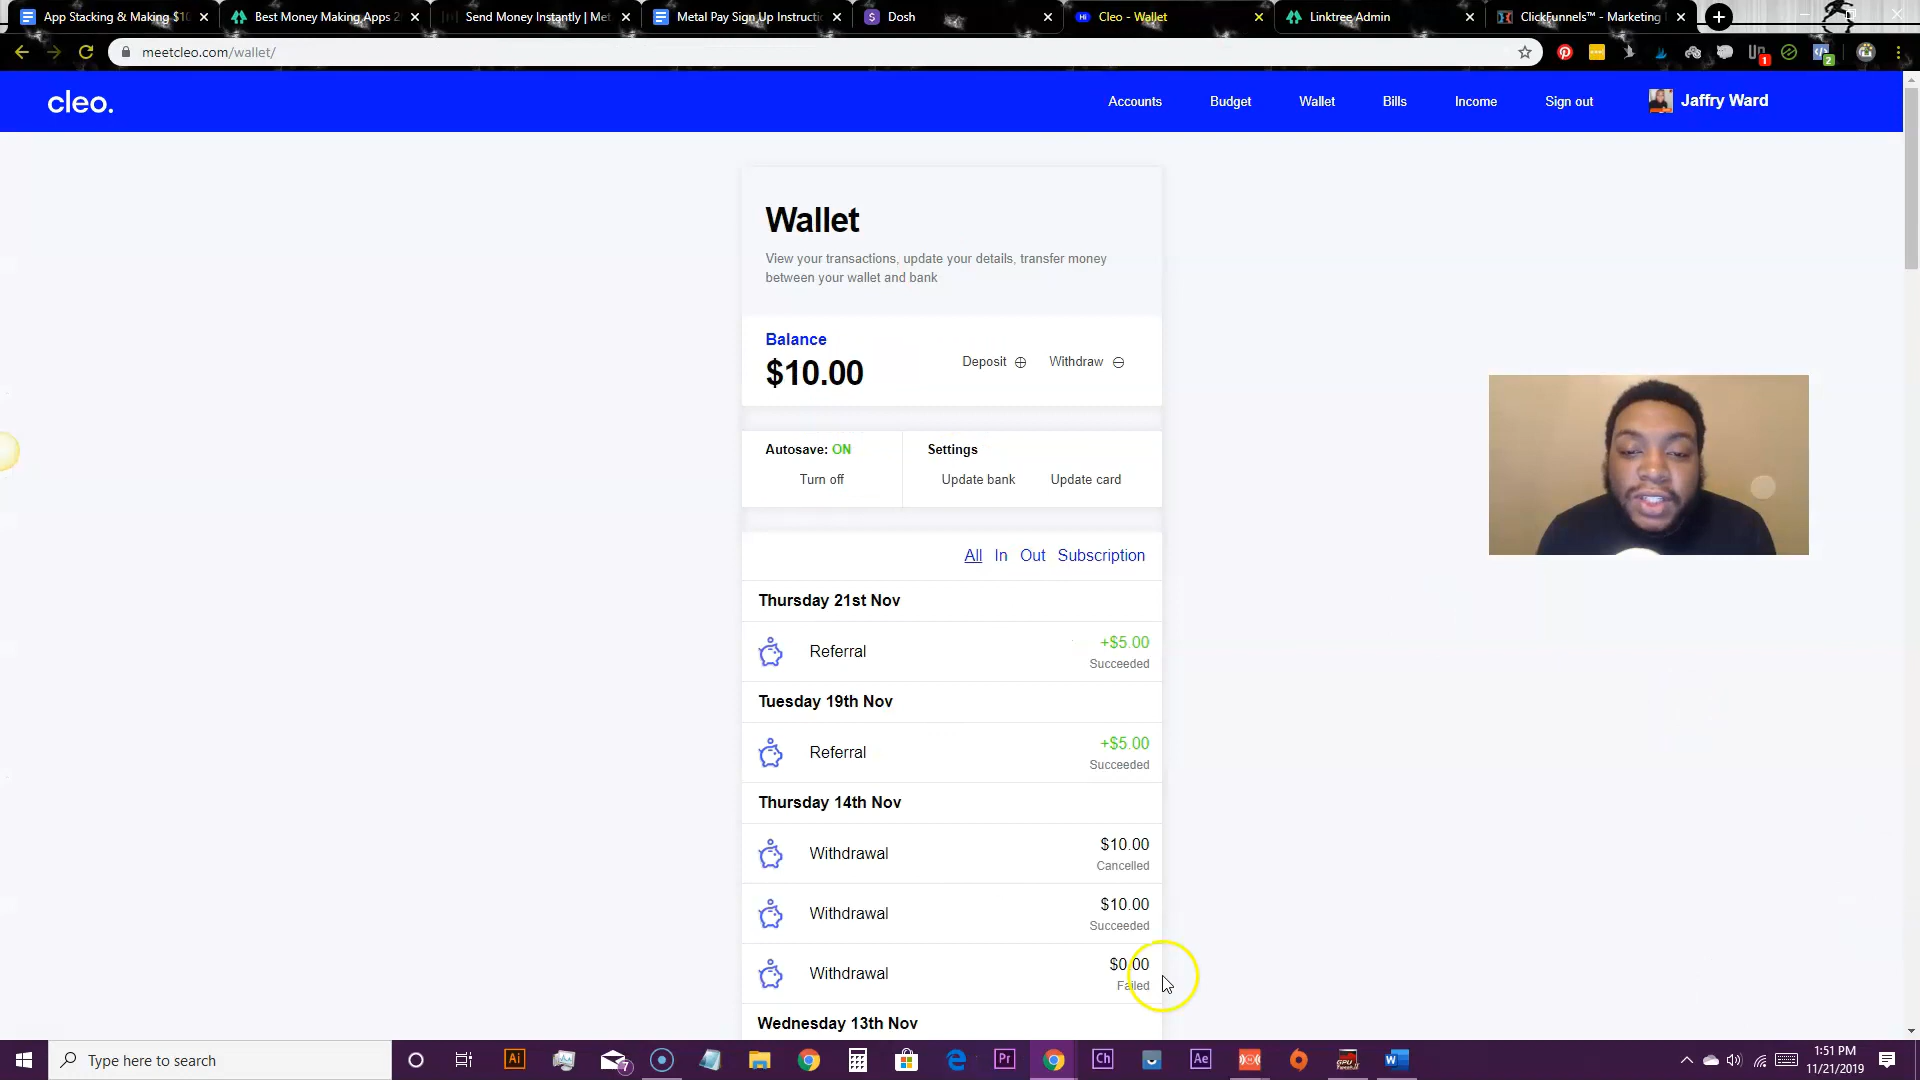 App Stacking & Making $10
Best Money Making Apps 2
Send Money Instantly | Met
Metal Pay Sign Up Instructio
Dosh
Cleo - Wallet
Linktree Admin
ClickFunnels™ - Marketing
meetcleo.com/wallet/
cleo.
Accounts
Budget
Wallet
Bills
Income
Sign out
Jaffry Ward
Wallet
View your transactions, update your details, transfer money
between your wallet and bank
Balance
$10.00
Deposit
Withdraw
Autosave: ON
Turn off
Settings
Update bank
Update card
All In Out Subscription
Thursday 21st Nov
Referral
+$5.00
Succeeded
Tuesday 19th Nov
Referral
+$5.00
Succeeded
Thursday 14th Nov
Withdrawal
$10.00
Cancelled
Withdrawal
$10.00
Succeeded
Withdrawal
$0.00
Failed
Wednesday 13th Nov
Type here to search
1:51 PM
11/21/2019